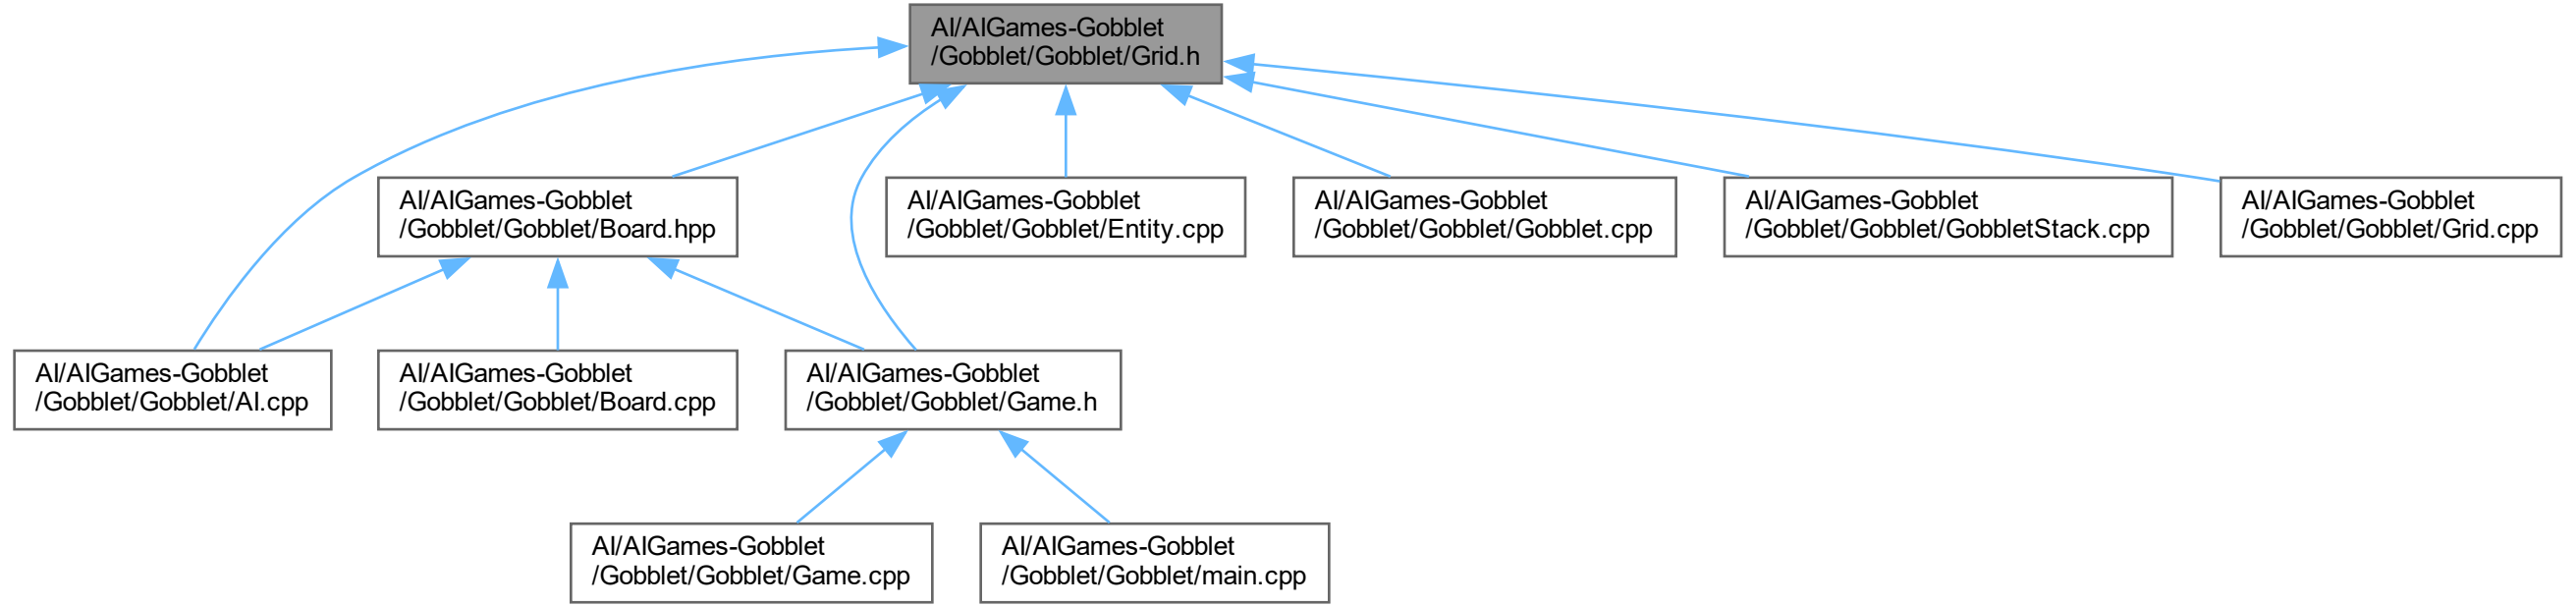 AI/AIGames-Gobblet
/Gobblet/Gobblet/Grid.h
AI/AIGames-Gobblet
/Gobblet/Gobblet/Board.hpp
AI/AIGames-Gobblet
/Gobblet/Gobblet/Entity.cpp
AI/AIGames-Gobblet
/Gobblet/Gobblet/Gobblet.cpp
AI/AIGames-Gobblet
/Gobblet/Gobblet/GobbletStack.cpp
AI/AIGames-Gobblet
/Gobblet/Gobblet/Grid.cpp
AI/AIGames-Gobblet
/Gobblet/Gobblet/AI.cpp
AI/AIGames-Gobblet
/Gobblet/Gobblet/Board.cpp
AI/AIGames-Gobblet
/Gobblet/Gobblet/Game.h
AI/AIGames-Gobblet
/Gobblet/Gobblet/Game.cpp
AI/AIGames-Gobblet
/Gobblet/Gobblet/main.cpp